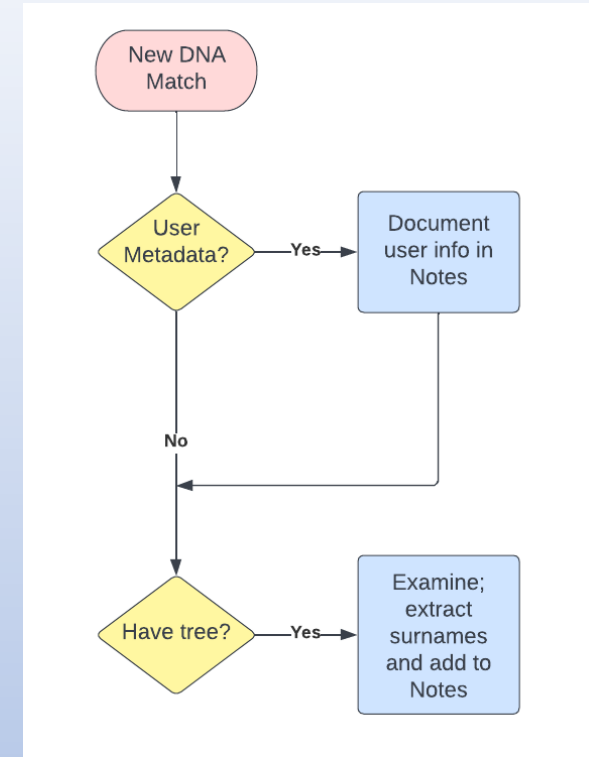 New DNA
Match
User
Metadata?
Yes
Document
user info in
Notes
No
Have tree?
Yes
Examine;
extract
surnames
and add to
Notes